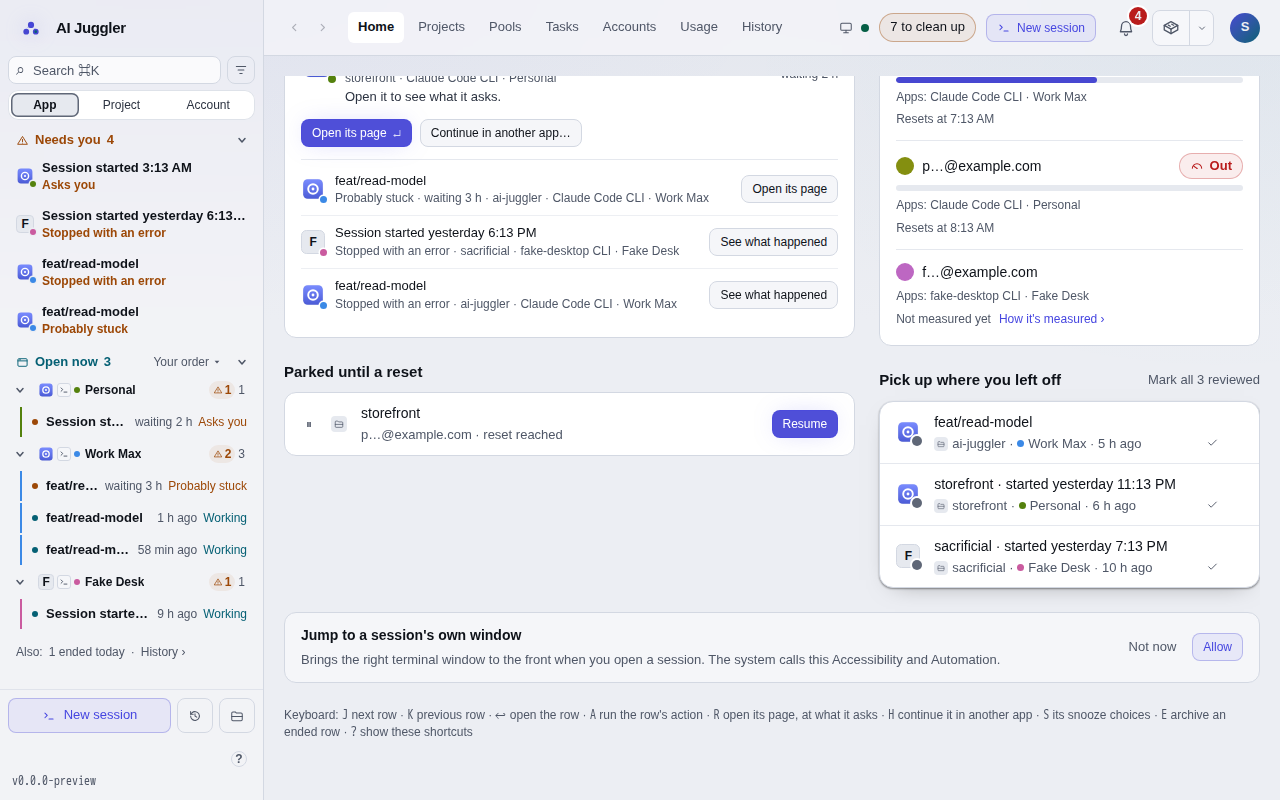 AI Juggler
Search ⌘K
App Project Account
Needs you 4
Session started 3:13 AM
Asks you
F
Session started yesterday 6:13…
Stopped with an error
feat/read-model
Stopped with an error
feat/read-model
Probably stuck
Open now 3
Your order
Personal 1 1
Session st… waiting 2 h Asks you
Work Max 2 3
feat/re… waiting 3 h Probably stuck
feat/read-model 1 h ago Working
feat/read-m… 58 min ago Working
F Fake Desk 1 1
Session starte… 9 h ago Working
Also: 1 ended today · History ›
New session
?
v0.0.0-preview
Home Projects Pools Tasks Accounts Usage History
7 to clean up
New session
4
S
storefront · Claude Code CLI · Personal
waiting 2 h
Open it to see what it asks.
Open its page ↵
Continue in another app…
feat/read-model
Probably stuck · waiting 3 h · ai-juggler · Claude Code CLI · Work Max
Open its page
F
Session started yesterday 6:13 PM
Stopped with an error · sacrificial · fake-desktop CLI · Fake Desk
See what happened
feat/read-model
Stopped with an error · ai-juggler · Claude Code CLI · Work Max
See what happened
Parked until a reset
storefront
p…@example.com · reset reached
Resume
Apps: Claude Code CLI · Work Max
Resets at 7:13 AM
p…@example.com
Out
Apps: Claude Code CLI · Personal
Resets at 8:13 AM
f…@example.com
Apps: fake-desktop CLI · Fake Desk
Not measured yet How it's measured ›
Pick up where you left off
Mark all 3 reviewed
feat/read-model
ai-juggler · Work Max · 5 h ago
storefront · started yesterday 11:13 PM
storefront · Personal · 6 h ago
F
sacrificial · started yesterday 7:13 PM
sacrificial · Fake Desk · 10 h ago
Jump to a session's own window
Brings the right terminal window to the front when you open a session. The system calls this Accessibility and Automation.
Not now
Allow
Keyboard: J next row · K previous row · ↩ open the row · A run the row's action · R open its page, at what it asks · H continue it in another app · S its snooze choices · E archive an
ended row · ? show these shortcuts